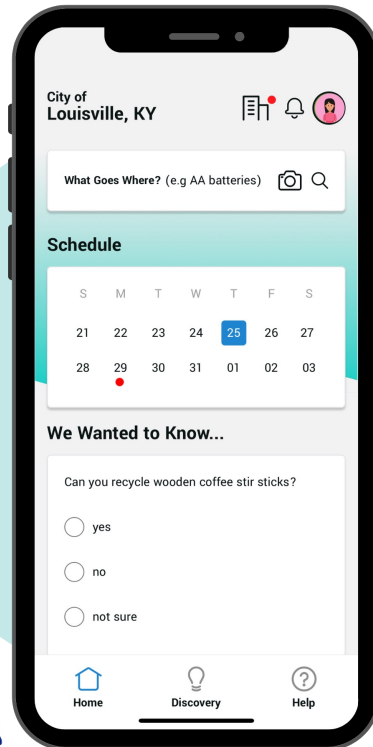 City of
Louisville, KY
What Goes Where? (e.g AA batteries)
Schedule
S M T W T F S
21 22 23 24 25 26 27
28 29 30 31 01 02 03
We Wanted to Know...
Can you recycle wooden coffee stir sticks?
yes
no
not sure
Home Discovery Help